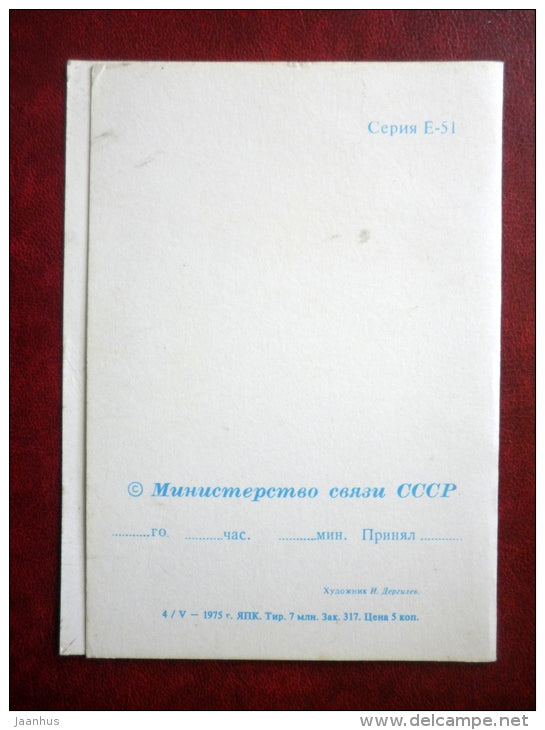 Серия Е-51
© Министерство связи СССР
............го. ............час. ............мин. Принял ............
Художник И. Дергилев.
4 / V — 1975 г. ЯПК. Тир. 7 млн. Зак. 317. Цена 5 коп.
jaanhus
www.delcampe.net